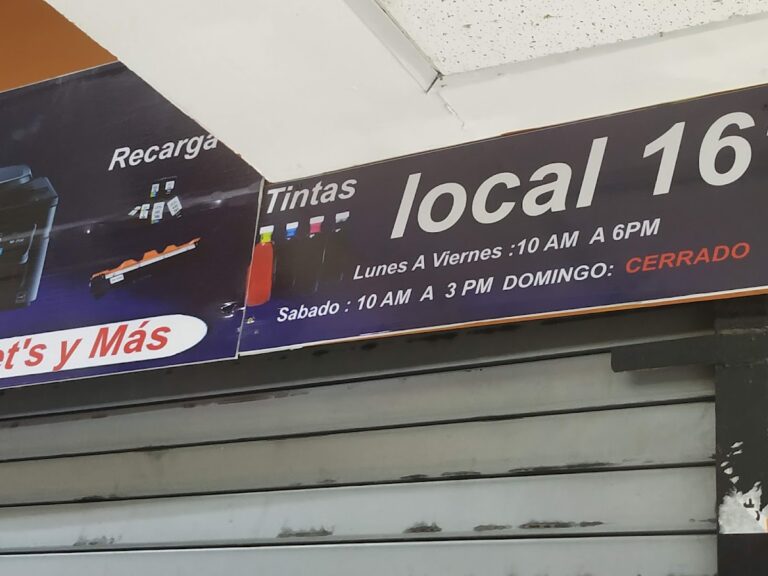 Recarga
et's y Más
Tintas
local 16
Lunes A Viernes :10 AM A 6PM
Sabado : 10 AM A 3 PM DOMINGO: CERRADO